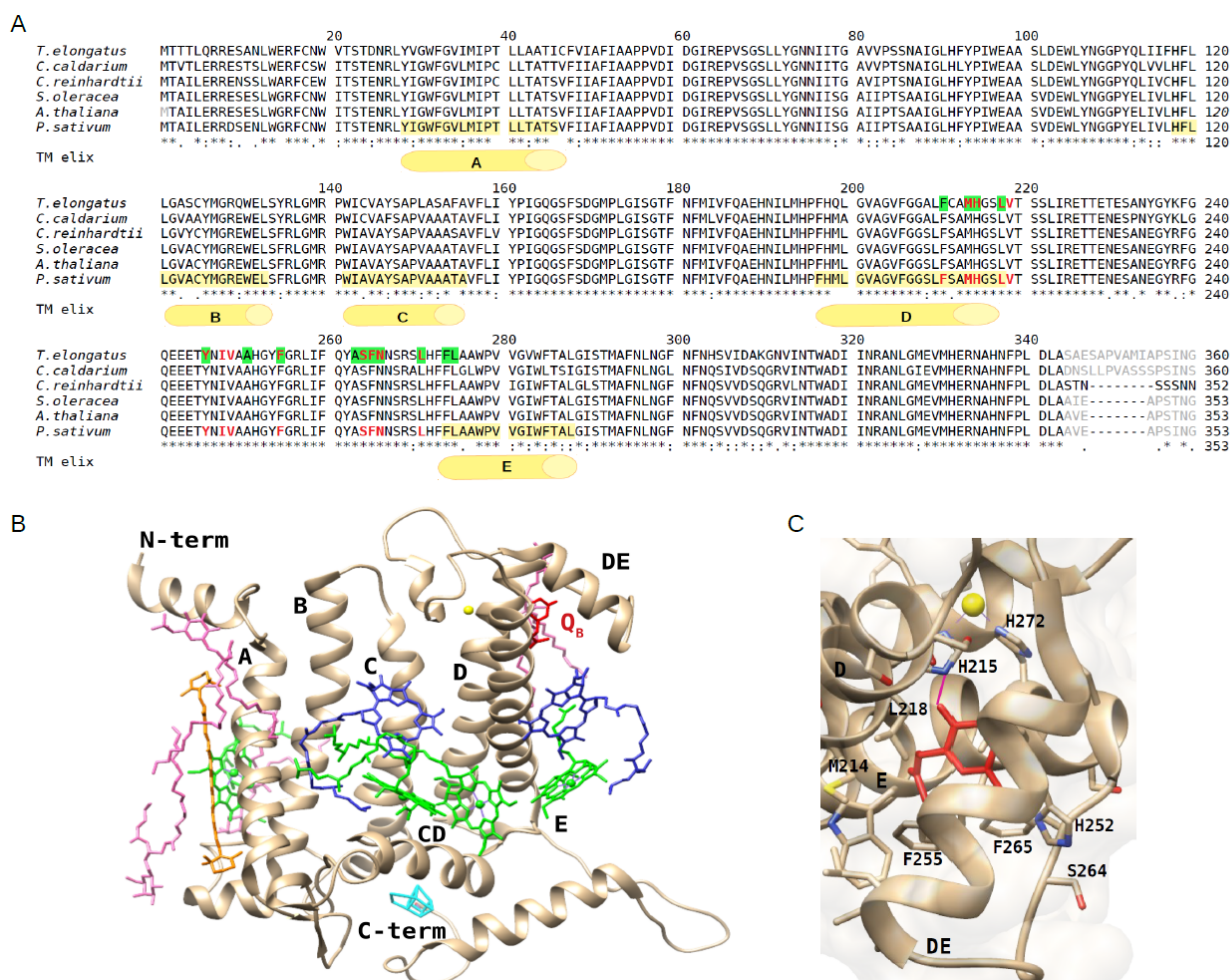 A
20 40 60 80 100
T.elongatus MTTTLQRRESANLWERFCNW VTSTDNRLYVGWFGVIMIPT LLAATICFVIAFIAAPPVDI DGIREPVSGSLLYGNNIITG AVVPSSNAIGLHFYPIWEAA SLDEWLYNGGPYQLIIFHFL 120
C.caldarium MTVTLERRESTSLWERFCSW ITSTENRLYIGWFGVLMIPC LLTATTVFIIAFIAAPPVDI DGIREPVSGSLLYGNNIITG AVIPSSNAIGLHFYPIWEAA SLDEWLYNGGPYQLVVLHFL 120
C.reinhardtii MTAILERRENSSLWARFCEW ITSTENRLYIGWFGVIMIPC LLTATSVFIIAFIAAPPVDI DGIREPVSGSLLYGNNIITG AVIPTSNAIGLHFYPIWEAA SLDEWLYNGGPYQLIVCHFL 120
S.oleracea MTAILERRESESLWGRFCNW ITSTENRLYIGWFGVLMIPT LLTATSVFIIAFIAAPPVDI DGIREPVSGSLLYGNNIISG AIIPTSAAIGLHFYPIWEAA SVDEWLYNGGPYELIVLHFL 120
A.thaliana MTAILERRESESLWGRFCNW ITSTENRLYIGWFGVLMIPT LLTATSVFIIAFIAAPPVDI DGIREPVSGSLLYGNNIISG AIIPTSAAIGLHFYPIWEAA SVDEWLYNGGPYELIVLHFL 120
P.sativum MTAILERRDSENLWGRFCNW ITSTENRLYIGWFGVLMIPT LLTATSVFIIAFIAAPPVDI DGIREPVSGSLLYGNNIISG AIIPTSAAIGLHFYPIWEAA SVDEWLYNGGPYELIVLHFL 120
120
TM elix A
140 160 180 200 220
T.elongatus LGASCYMGRQWELSYRLGMR PWICVAYSAPLASAFAVFLI YPIGQGSFSDGMPLGISGTF NFMIVFQAEHNILMHPFHQL GVAGVFGGALFCAMHGSLVT SSLIRETTETESANYGYKFG 240
C.caldarium LGVAAYMGREWELSYRLGMR PWICVAFSAPVAAATAVFLI YPIGQGSFSDGMPLGISGTF NFMLVFQAEHNILMHPFHMA GVAGVFGGSLFSAMHGSLVT SSLIRETTENESPNYGYKLG 240
C.reinhardtii LGVYCYMGREWELSFRLGMR PWIAVAYSAPVAAASAVFLV YPIGQGSFSDGMPLGISGTF NFMIVFQAEHNILMHPFHML GVAGVFGGSLFSAMHGSLVT SSLIRETTENESANEGYRFG 240
S.oleracea LGVACYMGREWELSFRLGMR PWIAVAYSAPVAAATAVFLI YPIGQGSFSDGMPLGISGTF NFMIVFQAEHNILMHPFHML GVAGVFGGSLFSAMHGSLVT SSLIRETTENESANEGYRFG 240
A.thaliana LGVACYMGREWELSFRLGMR PWIAVAYSAPVAAATAVFLI YPIGQGSFSDGMPLGISGTF NFMIVFQAEHNILMHPFHML GVAGVFGGSLFSAMHGSLVT SSLIRETTENESANEGYRFG 240
P.sativum LGVACYMGREWELSFRLGMR PWIAVAYSAPVAAATAVFLI YPIGQGSFSDGMPLGISGTF NFMIVFQAEHNILMHPFHML GVAGVFGGSLFSAMHGSLVT SSLIRETTENESANEGYRFG 240
240
TM elix B C D
260 280 300 320 340
T.elongatus QEEETYNIVAAHGYFGRLIF QYASFNNSRSLHFFLAAWPV VGVWFTALGISTMAFNLNGF NFNHSVIDAKGNVINTWADI INRANLGMEVMHERNAHNFPL DLASAESAPVAMIAPSING 360
C.caldarium QEEETYNIVAAHGYFGRLIF QYASFNNSRALHFFLGLWPV VGIWLTSIGISTMAFNLNGF NFNQSVVDSQGRVINTWADI INRANLGIEVMHERNAHNFPL DLADNSLLPVASSSPSING 360
C.reinhardtii QEEETYNIVAAHGYFGRLIF QYASFNNSRSLHFFLAAWPV IGIWFTALGLSTMAFNLNGF NFNQSVVDSQGRVLNTWADI INRANLGMEVMHERNAHNFPL DLASTN--------SSSNN 352
S.oleracea QEEETYNIVAAHGYFGRLIF QYASFNNSRSLHFFLAAWPV VGIWFTALGISTMAFNLNGF NFNQSVVDSQGRVINTWADI INRANLGMEVMHERNAHNFPL DLAAIE--------APSTNG 353
A.thaliana QEEETYNIVAAHGYFGRLIF QYASFNNSRSLHFFLAAWPV VGIWFTALGISTMAFNLNGF NFNQSVVDSQGRVINTWADI INRANLGMEVMHERNAHNFPL DLAAVE--------APSTNG 353
P.sativum QEEETYNIVAAHGYFGRLIF QYASFNNSRSLHFFLAAWPV VGIWFTALGISTMAFNLNGF NFNQSVVDSQGRVINTWADI INRANLGMEVMHERNAHNFPL DLAAVE--------APSING 353
353
TM elix E
B
N-term
A
B
C
D
DE
QB
CD
E
C-term
C
H272
H215
D
L218
M214
E
H252
F255
F265
S264
DE